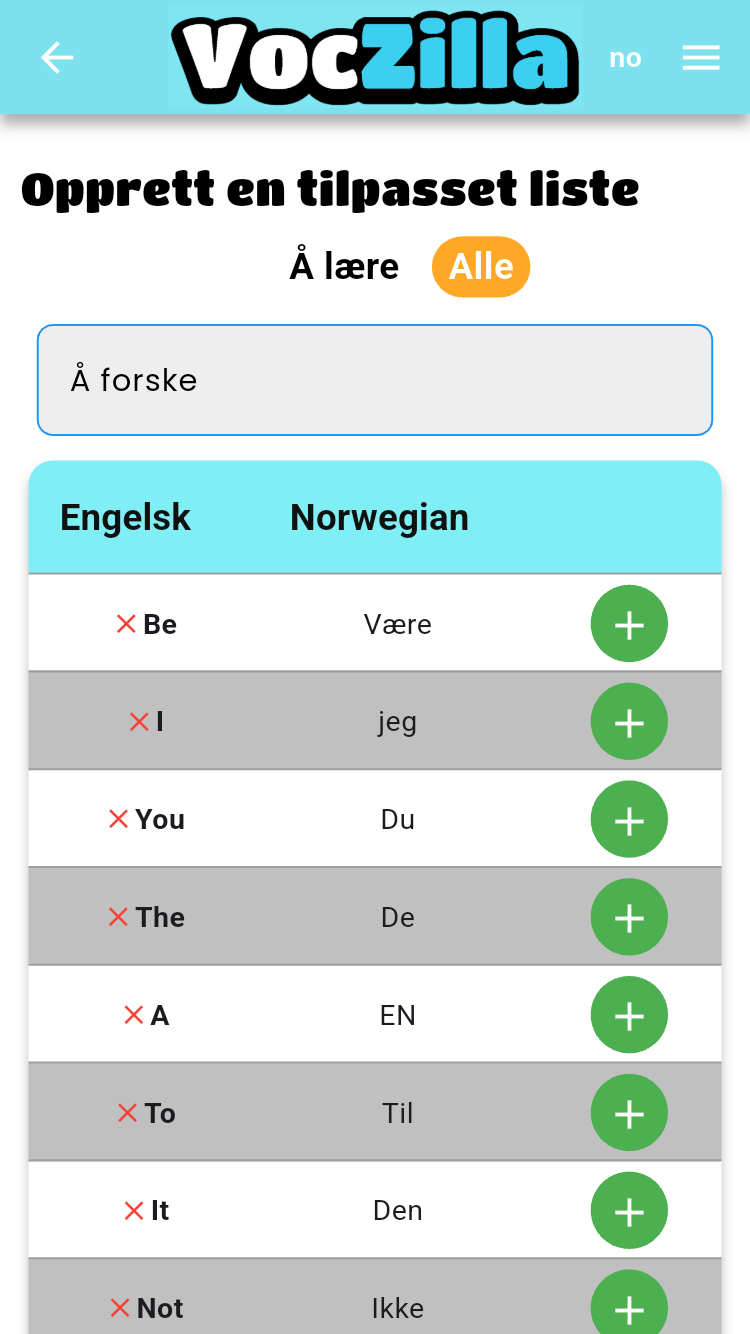 VocZilla no
Opprett en tilpasset liste
Å lære Alle
Å forske
Engelsk Norwegian
Be Være
I jeg
You Du
The De
A EN
To Til
It Den
Not Ikke